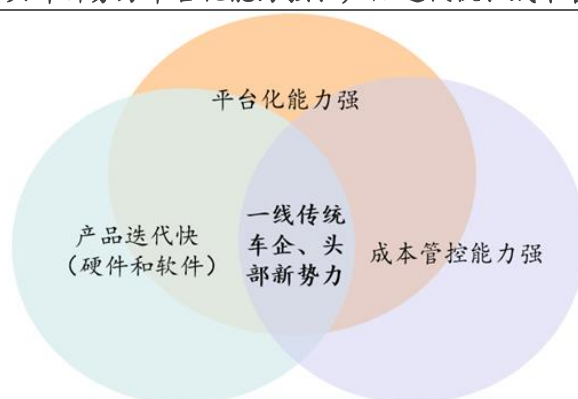 平台化能力强
产品迭代快
（硬件和软件）
一线传统
车企、头
部新势力
成本管控能力强